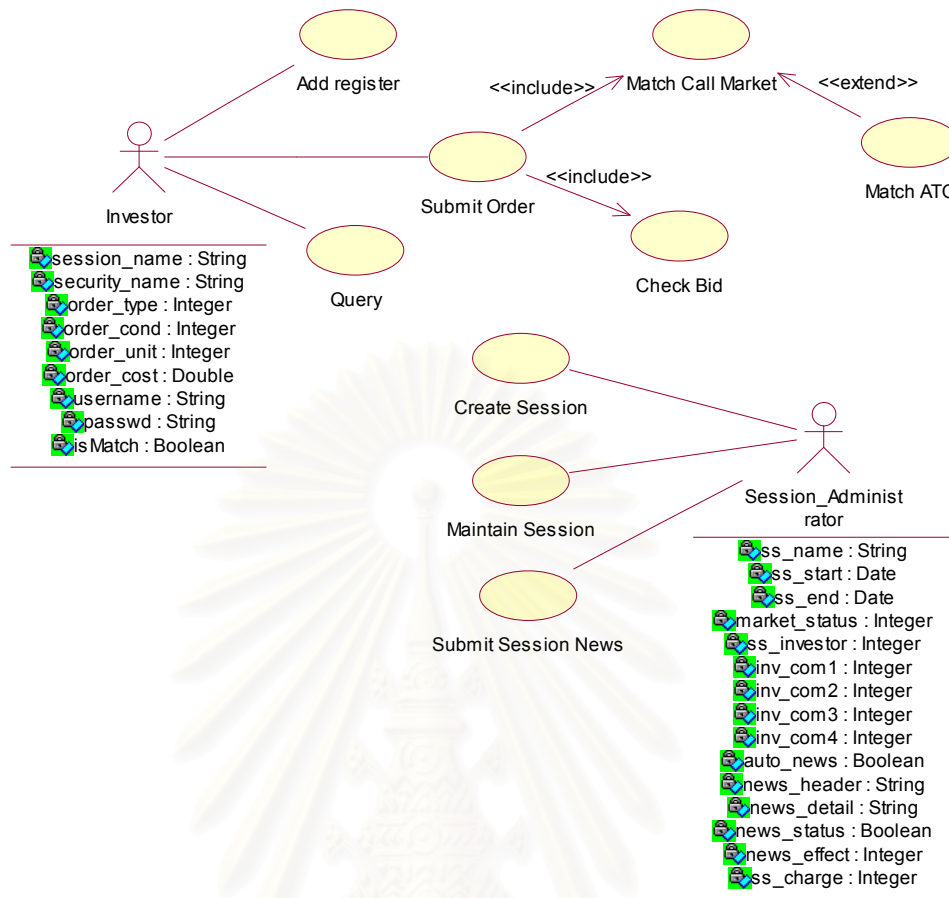 Add register
<<include>>
Match Call Market
<<extend>>
Investor
Submit Order
<<include>>
Query
Check Bid
session_name : String
security_name : String
order_type : Integer
order_cond : Integer
order_unit : Integer
order_cost : Double
username : String
passwd : String
isMatch : Boolean
Create Session
Maintain Session
Submit Session News
Session_Administ
rator
ss_name : String
ss_start : Date
ss_end : Date
market_status : Integer
ss_investor : Integer
inv_com1 : Integer
inv_com2 : Integer
inv_com3 : Integer
inv_com4 : Integer
auto_news : Boolean
news_header : String
news_detail : String
news_status : Boolean
news_effect : Integer
ss_charge : Integer
Match